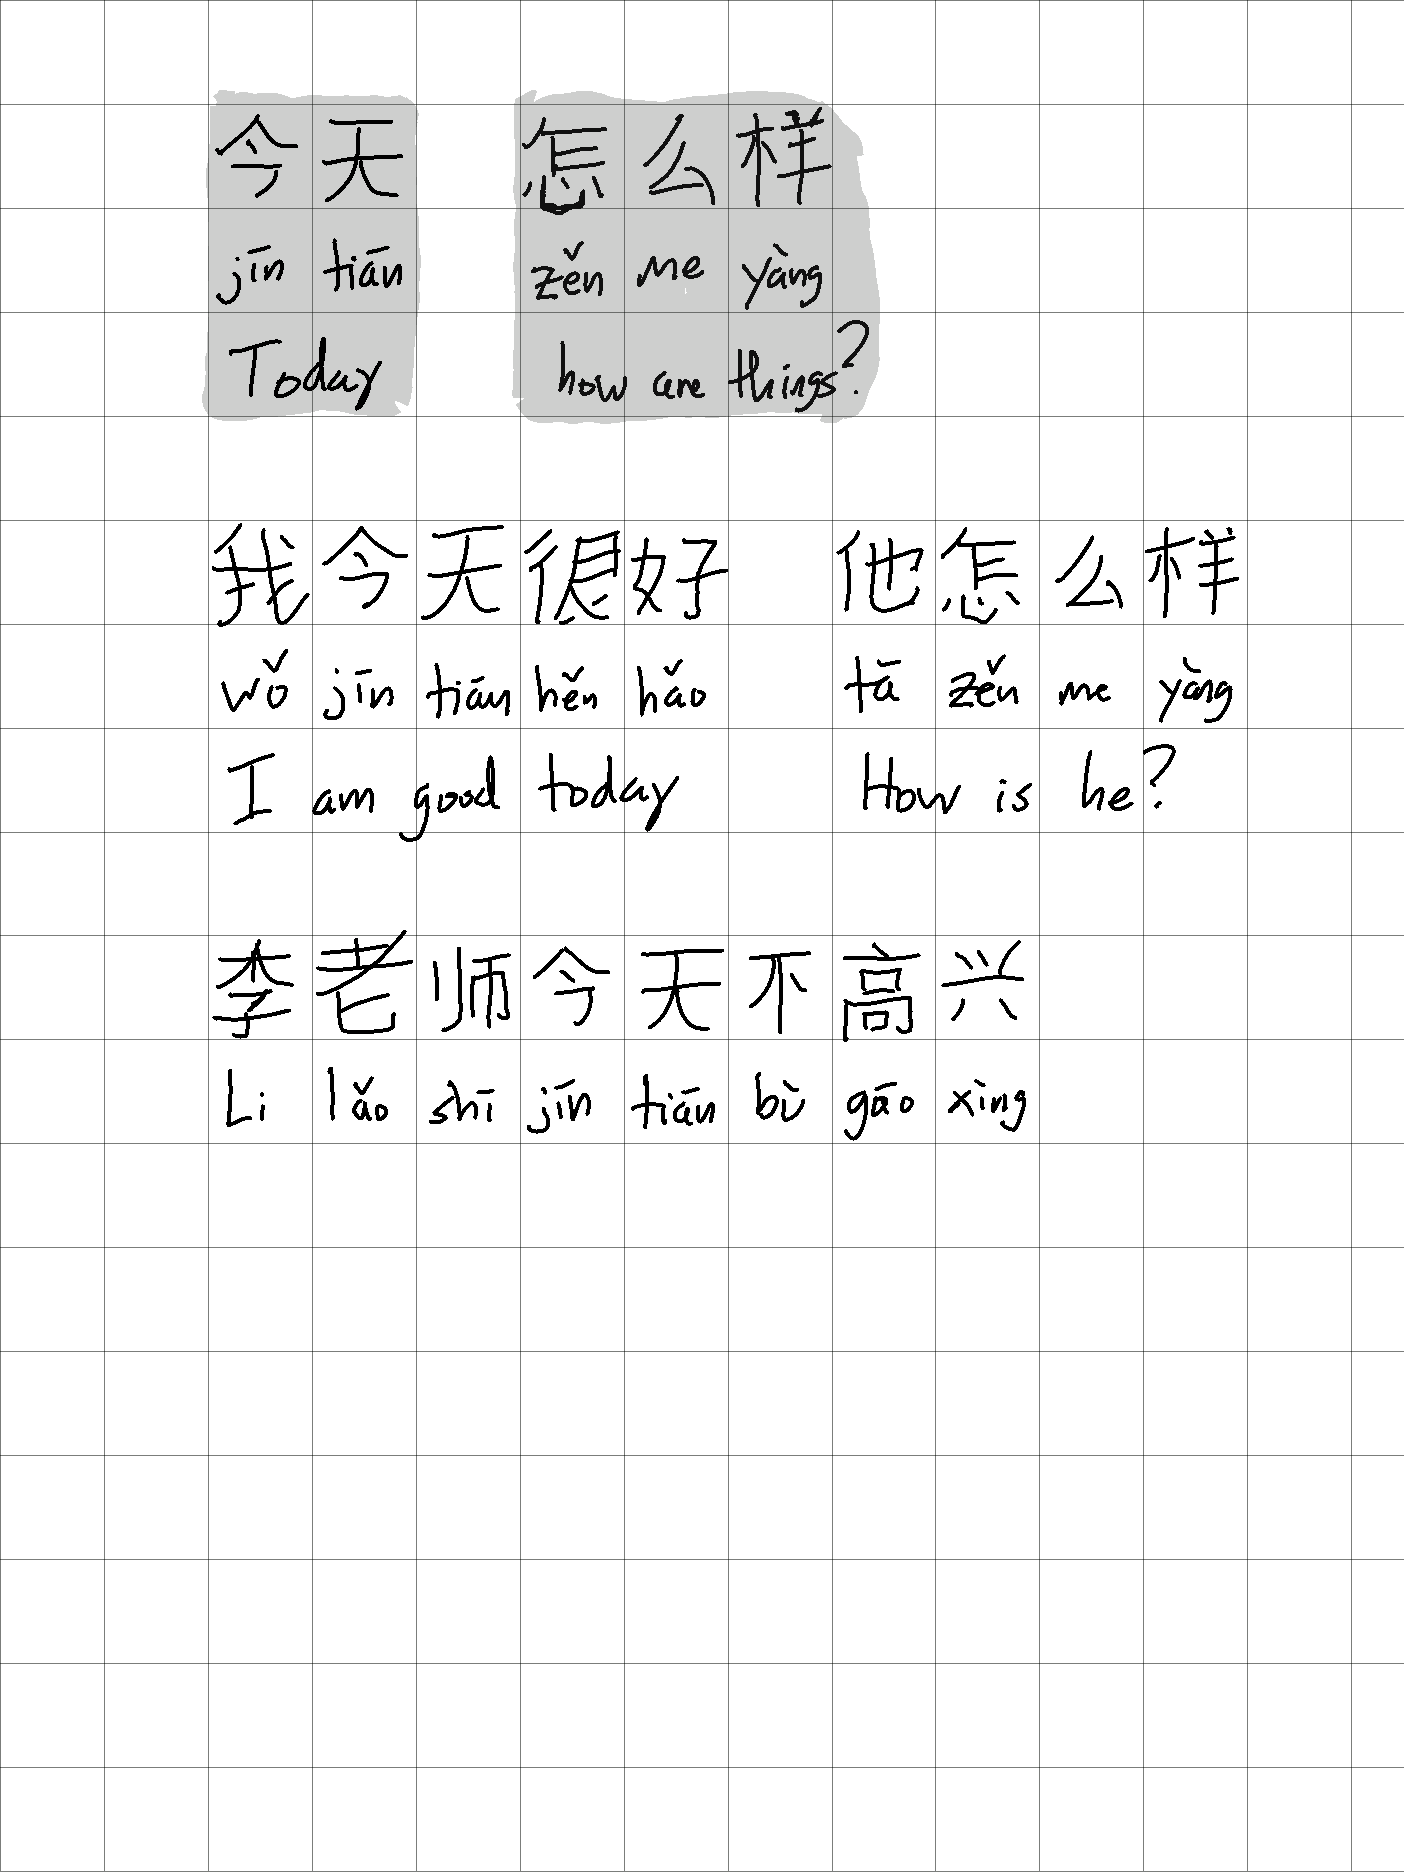 今天 怎么样
jīn tiān zěn me yàng
Today how are things?
我今天很好 他怎么样
wǒ jīn tiān hěn hǎo tā zěn me yàng
I am good today How is he?
李老师今天不高兴
Li lǎo shī jīn tiān bù gāo xìng